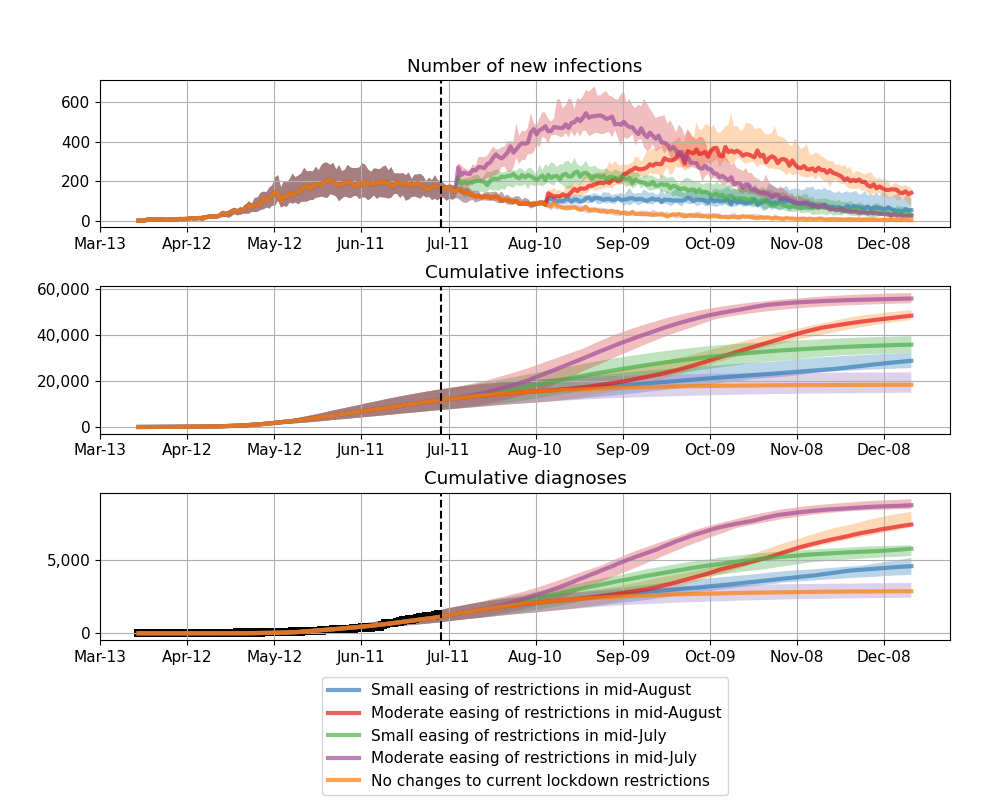 Number of new infections
600
400
200
0
Mar-13 Apr-12 May-12 Jun-11 Jul-11 Aug-10 Sep-09 Oct-09 Nov-08 Dec-08
Cumulative infections
60,000
40,000
20,000
0
Mar-13 Apr-12 May-12 Jun-11 Jul-11 Aug-10 Sep-09 Oct-09 Nov-08 Dec-08
Cumulative diagnoses
5,000
0
Mar-13 Apr-12 May-12 Jun-11 Jul-11 Aug-10 Sep-09 Oct-09 Nov-08 Dec-08
Small easing of restrictions in mid-August
Moderate easing of restrictions in mid-August
Small easing of restrictions in mid-July
Moderate easing of restrictions in mid-July
No changes to current lockdown restrictions